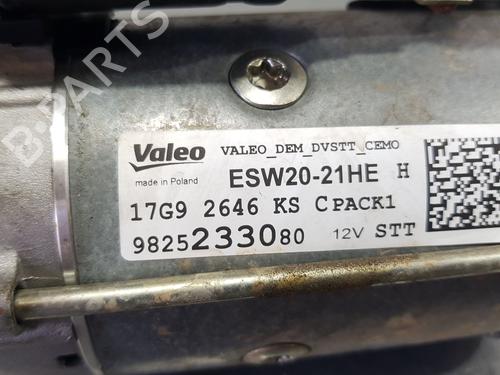 Valeo VALEO_DEM_DVSTT_CEMO
made in Poland ESW20-21HE H
17G9 2646 KS CPACK1
9825233080 12V STT
B-PARTS